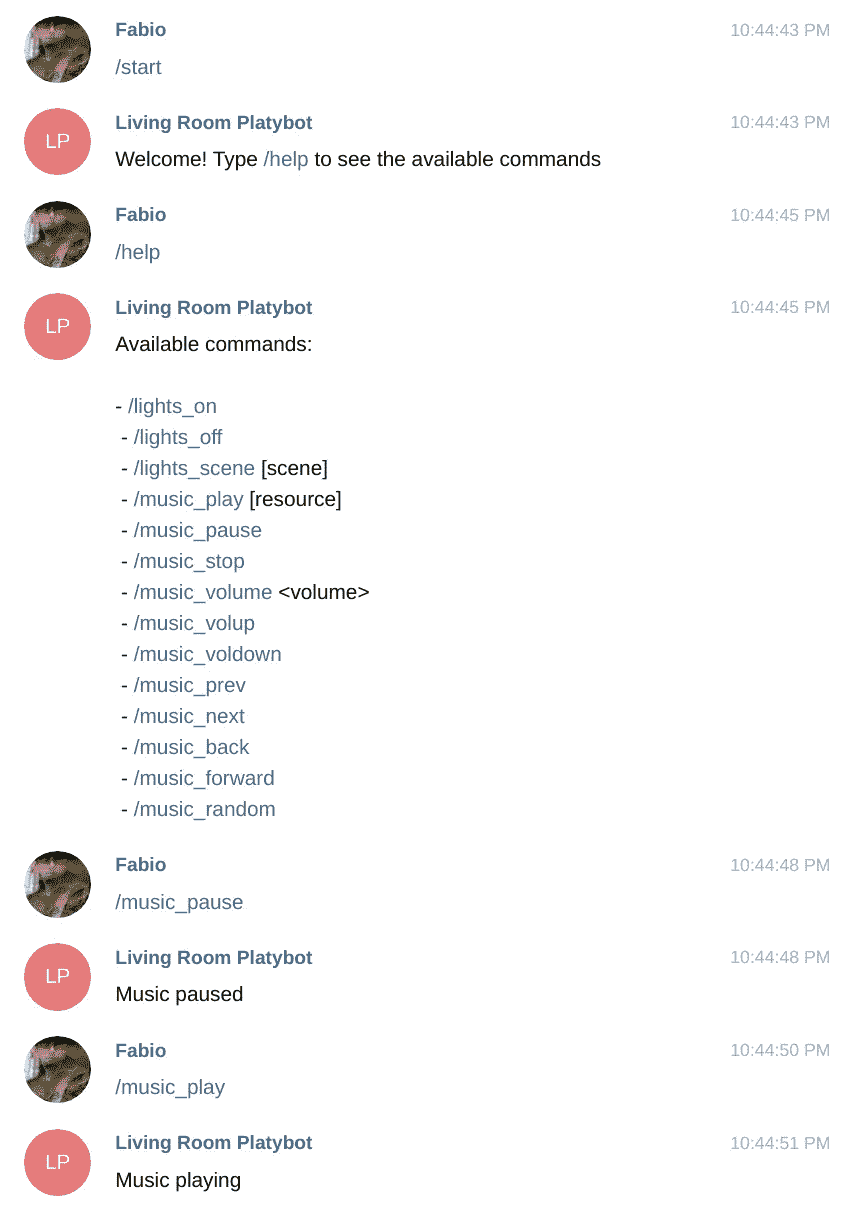 Fabio 10:44:43 PM
/start
LP
Living Room Platybot 10:44:43 PM
Welcome! Type /help to see the available commands
Fabio 10:44:45 PM
/help
LP
Living Room Platybot 10:44:45 PM
Available commands:
- /lights_on
- /lights_off
- /lights_scene [scene]
- /music_play [resource]
- /music_pause
- /music_stop
- /music_volume <volume>
- /music_volup
- /music_voldown
- /music_prev
- /music_next
- /music_back
- /music_forward
- /music_random
Fabio 10:44:48 PM
/music_pause
LP
Living Room Platybot 10:44:48 PM
Music paused
Fabio 10:44:50 PM
/music_play
LP
Living Room Platybot 10:44:51 PM
Music playing